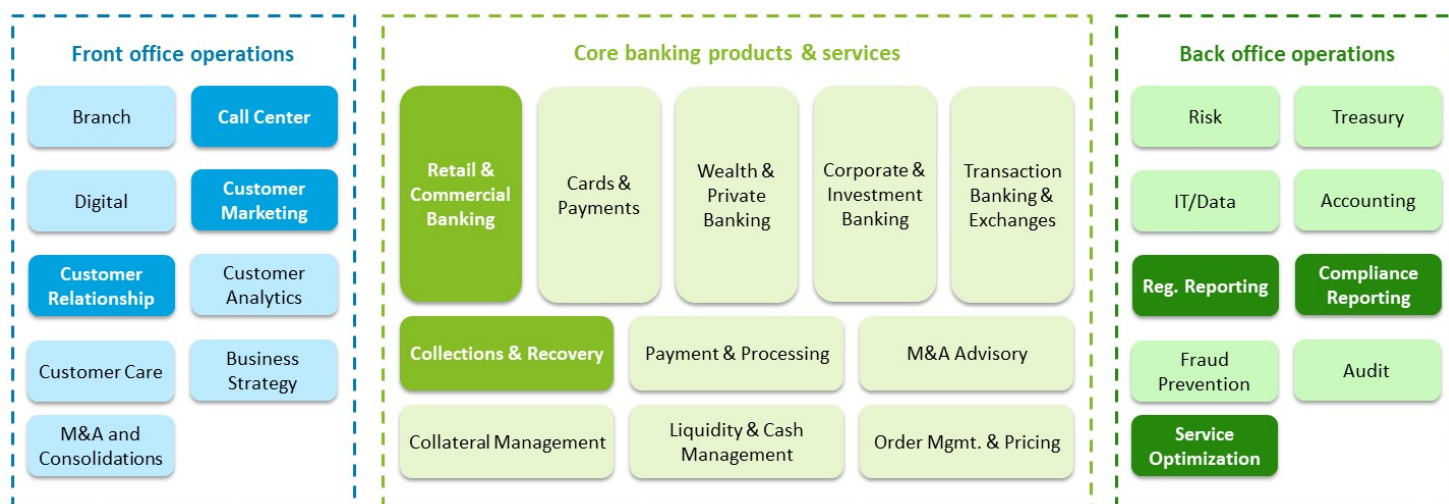 Front office operations
Branch
Call Center
Digital
Customer
Marketing
Customer
Relationship
Customer
Analytics
Customer Care
Business
Strategy
M&A and
Consolidations
Core banking products & services
Retail &
Commercial
Banking
Cards &
Payments
Wealth &
Private
Banking
Corporate &
Investment
Banking
Transaction
Banking &
Exchanges
Collections & Recovery
Payment & Processing
M&A Advisory
Collateral Management
Liquidity & Cash
Management
Order Mgmt. & Pricing
Back office operations
Risk
Treasury
IT/Data
Accounting
Reg. Reporting
Compliance
Reporting
Fraud
Prevention
Audit
Service
Optimization